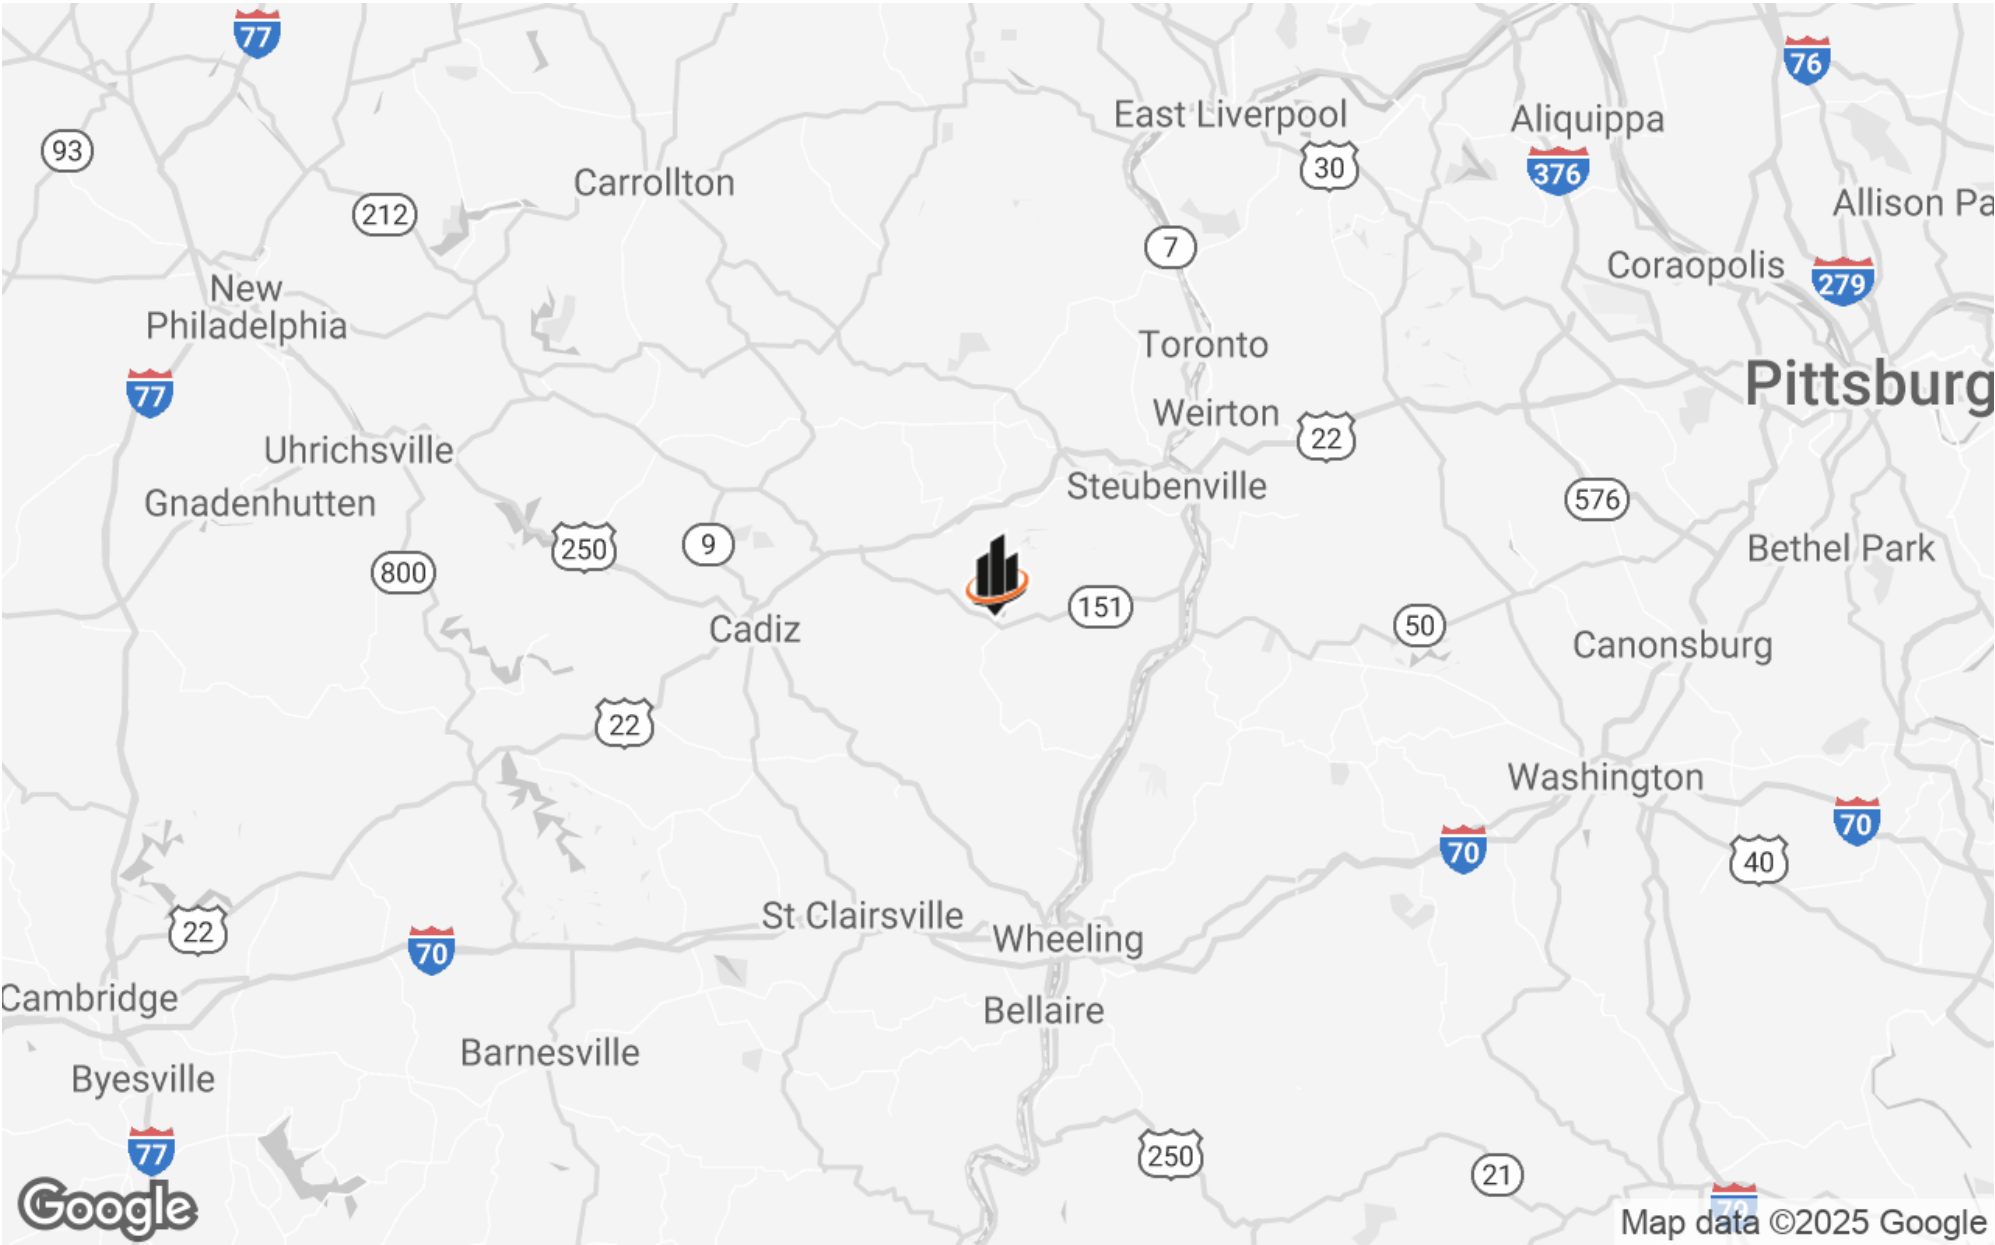 77
76
East Liverpool
Aliquippa
93
30
376
Carrollton
Allison Pa
212
7
Coraopolis
279
New
Philadelphia
Toronto
Pittsburg
77
Weirton
22
Uhrichsville
Steubenville
Gnadenhutten
576
250
9
Bethel Park
800
151
50
Cadiz
Canonsburg
22
Washington
70
70
40
St Clairsville
22
Wheeling
70
Cambridge
Bellaire
Barnesville
Byesville
77
250
21
Google
79
Map data ©2025 Google